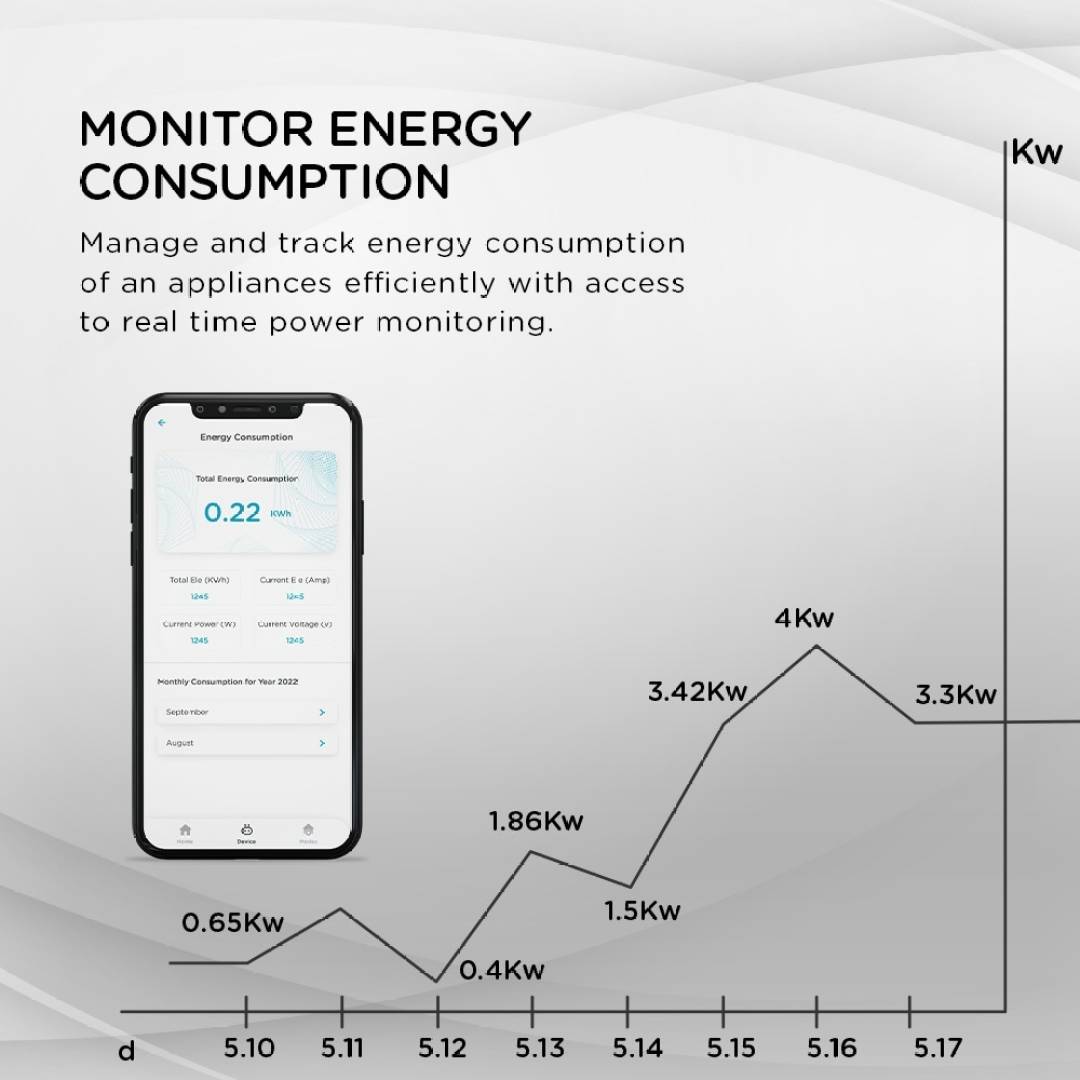 MONITOR ENERGY
CONSUMPTION
Manage and track energy consumption
of an appliances efficiently with access
to real time power monitoring.
Kw
Energy Consumption
Total Energy Consumption
0.22 KWh
Total Ele (KWh) Current Ele (Amp)
1245 1245
Current Power (W) Current Voltage (v)
1245 1245
Monthly Consumption for Year 2022
September
August
Home Device
4Kw
3.42Kw 3.3Kw
1.86Kw
1.5Kw
0.65Kw
0.4Kw
d 5.10 5.11 5.12 5.13 5.14 5.15 5.16 5.17